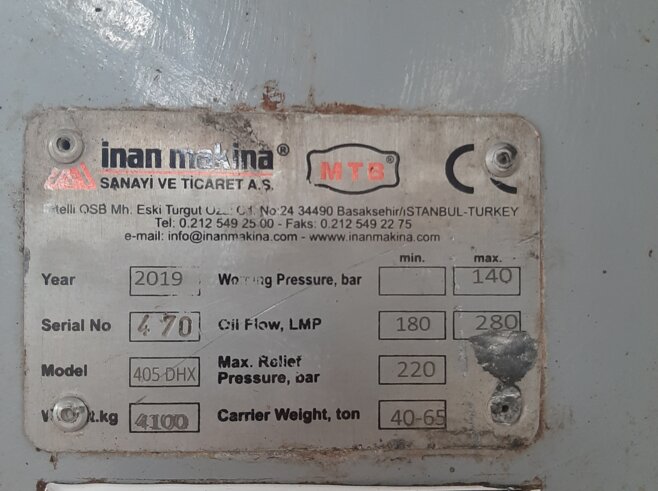 inan makina®
SANAYİ VE TİCARET A.Ş.
MTB®
CE
OSB Mh. Eski Turgut No:24 34490 Basaksehir/iSTANBUL-TURKEY
Tel: 0.212 549 25 00 - Faks: 0.212 549 22 75
e-mail: info@inanmakina.com - www.inanmakina.com
min. max.
Year 2019 Pressure, bar 140
Serial No 470 Oil Flow, LMP 180 280
Model 405-DHX Max. Relief Pressure, bar 220
4100 Carrier Weight, ton 40-65